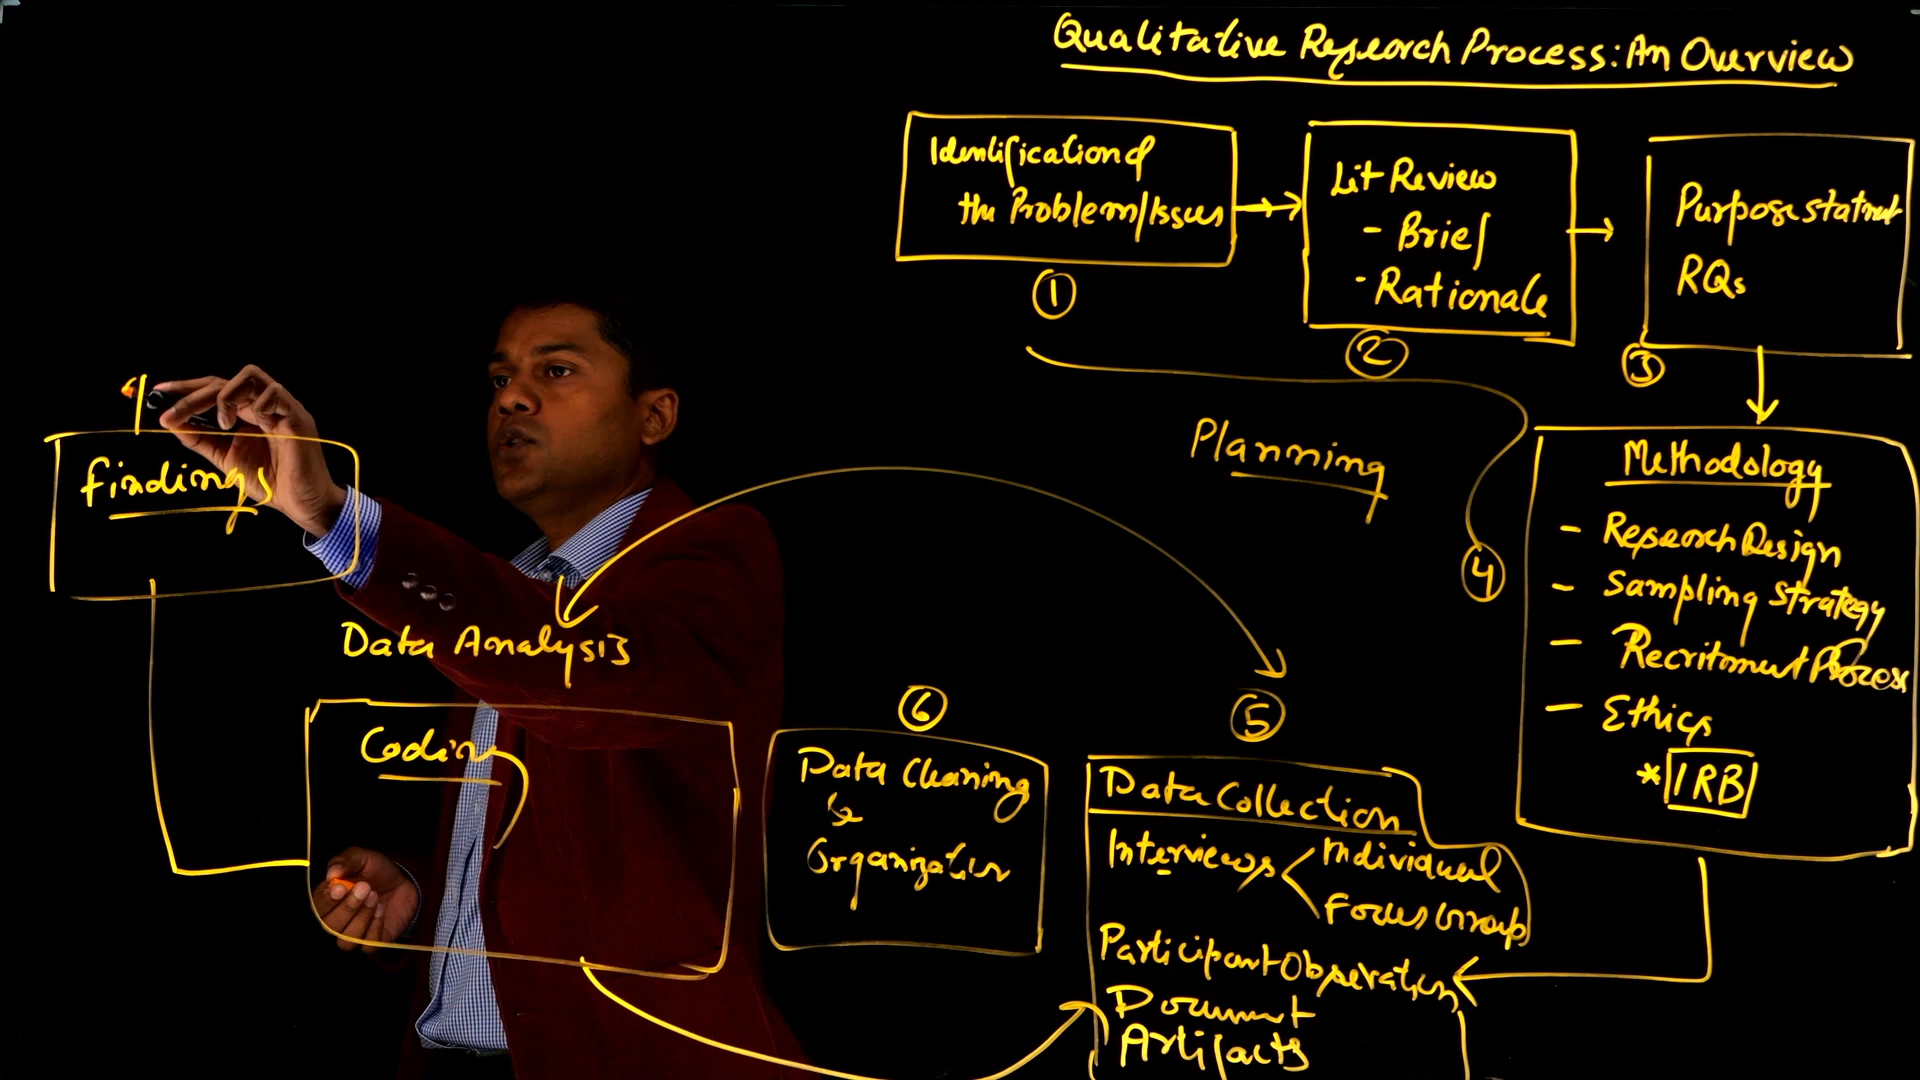 Qualitative Research Process: An Overview
Identification of
the Problem/Issues
1
Lit Review
- Brief
- Rationale
2
Purpose statmut
RQs
3
Planning
4
Methodology
- Research Design
- Sampling Strategy
- Recritment Process
- Ethics
* IRB
5
Data Collection
Interviews < Individual
Focus Group
Participant Observation
Document
Artifacts
6
Data Cleaning
&
Organization
Data Analysis
Coding
Findings